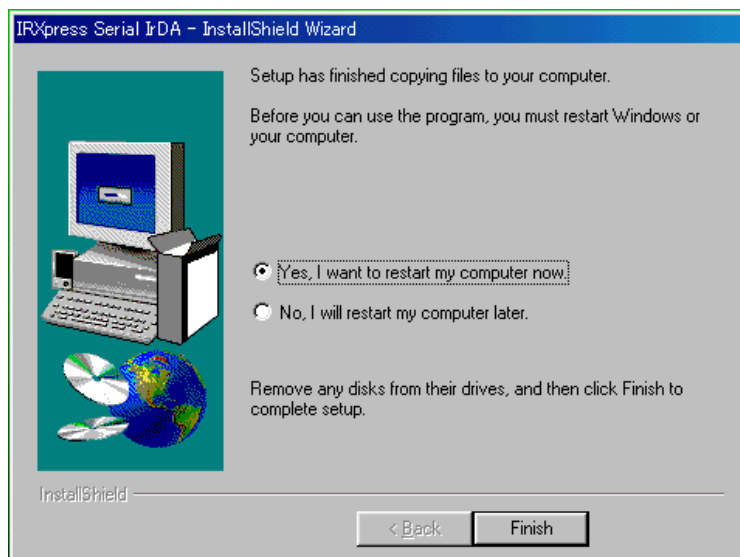 IRXpress Serial IrDA - InstallShield Wizard
Setup has finished copying files to your computer.
Before you can use the program, you must restart Windows or
your computer.
Yes, I want to restart my computer now.
No, I will restart my computer later.
Remove any disks from their drives, and then click Finish to
complete setup.
InstallShield
< Back
Finish